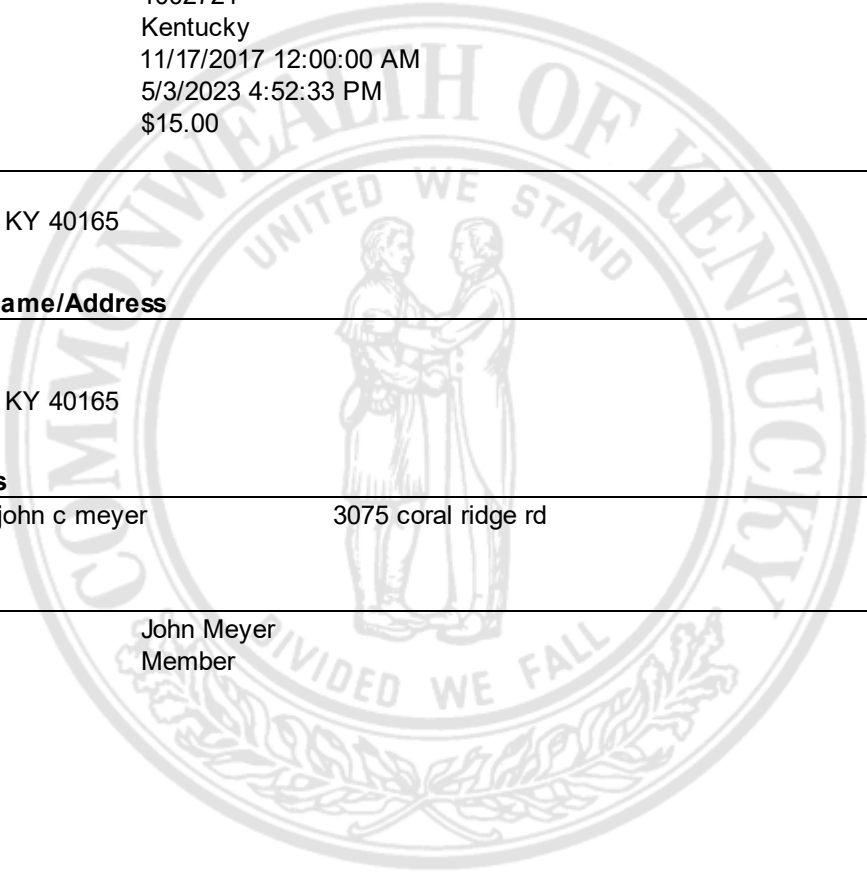 Kentucky
11/17/2017 12:00:00 AM
5/3/2023 4:52:33 PM
$15.00
KY 40165
ame/Address
KY 40165
s
john c meyer 3075 coral ridge rd
John Meyer
Member
COMMONWEALTH OF KENTUCKY
UNITED WE STAND
DIVIDED WE FALL